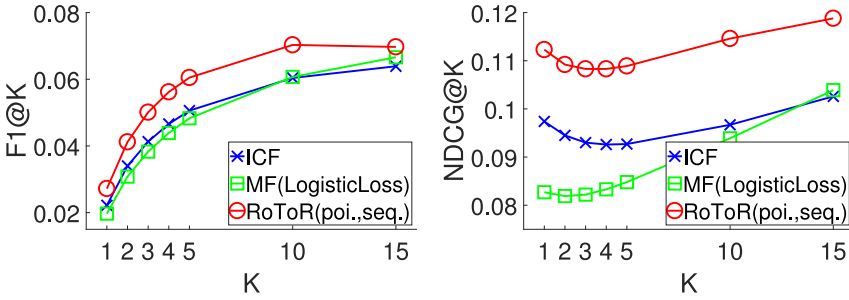 F1@K
0.08
0.06
0.04
0.02
ICF
MF(LogisticLoss)
RoToR(poi.,seq.)
1 2 3 4 5 10 15
K
NDCG@K
0.12
0.11
0.1
0.09
0.08
ICF
MF(LogisticLoss)
RoToR(poi.,seq.)
1 2 3 4 5 10 15
K